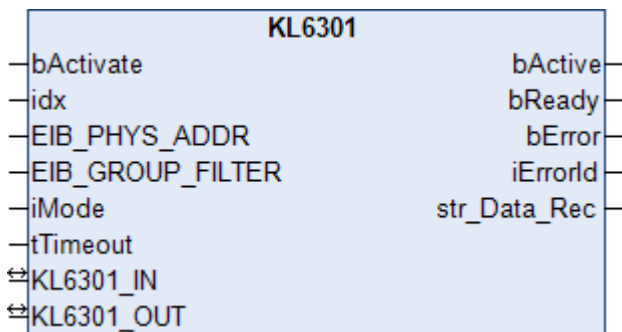 KL6301
bActivate bActive
idx bReady
EIB_PHYS_ADDR bError
EIB_GROUP_FILTER iErrorId
iMode str_Data_Rec
tTimeout
KL6301_IN
KL6301_OUT